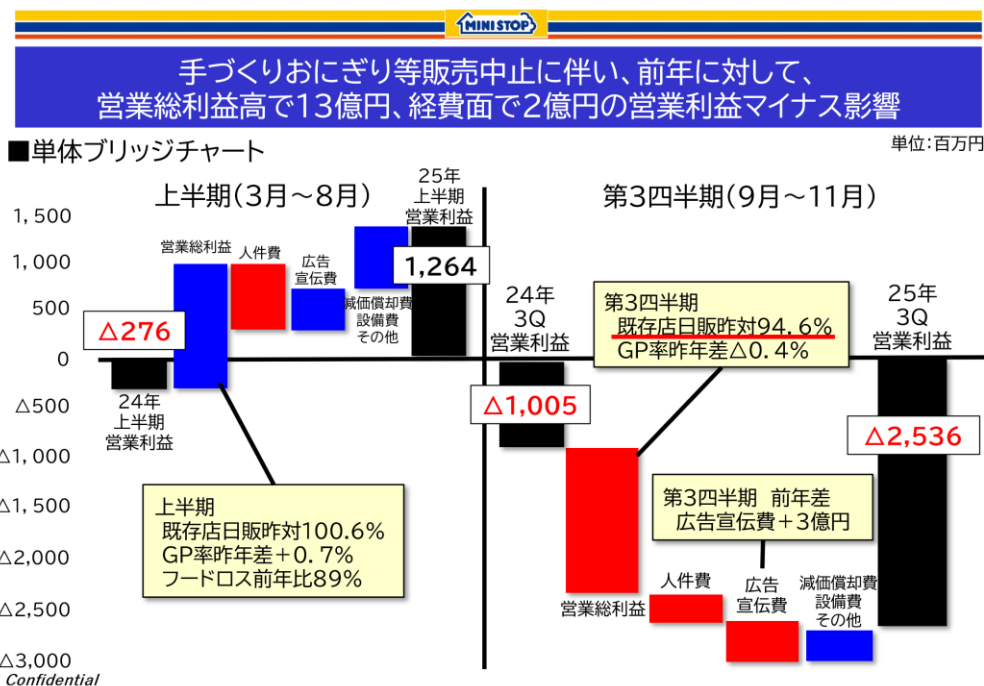 MINISTOP
手づくりおにぎり等販売中止に伴い、前年に対して、
営業総利益高で13億円、経費面で2億円の営業利益マイナス影響
■単体ブリッジチャート
単位:百万円
上半期(3月~8月)
1,500
1,000
500
0
△500
△1,000
△1,500
△2,000
△2,500
△3,000
△276
24年
上半期
営業利益
営業総利益
人件費
広告
宣伝費
減価償却費
設備費
その他
25年
上半期
営業利益
1,264
上半期
既存店日販昨対100.6%
GP率昨年差+0.7%
フードロス前年比89%
第3四半期(9月~11月)
24年
3Q
営業利益
△1,005
第3四半期
既存店日販昨対94.6%
GP率昨年差△0.4%
営業総利益
人件費
第3四半期 前年差
広告宣伝費+3億円
広告
宣伝費
減価償却費
設備費
その他
25年
3Q
営業利益
△2,536
Confidential